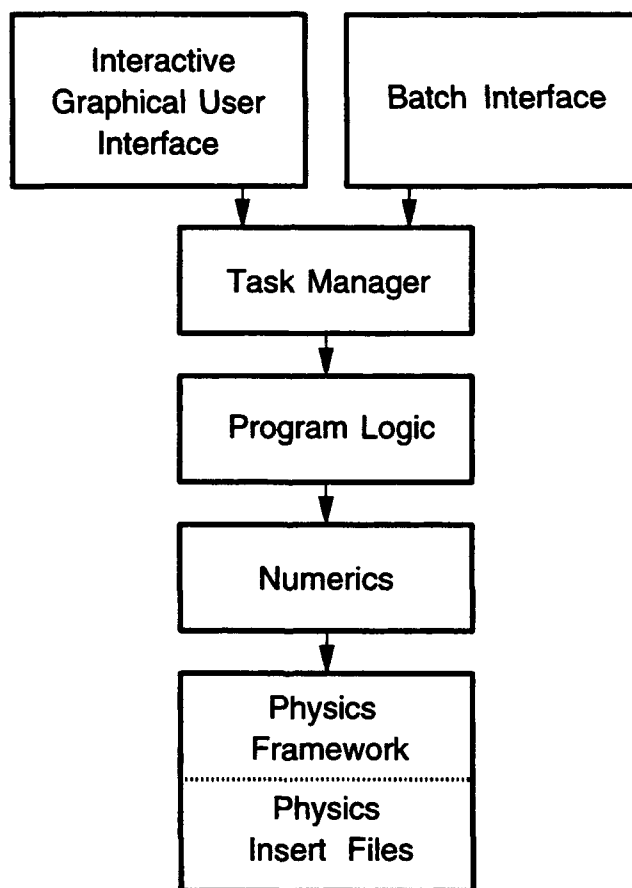 Interactive
Graphical User
Interface
Batch Interface
Task Manager
Program Logic
Numerics
Physics
Framework
Physics
Insert Files